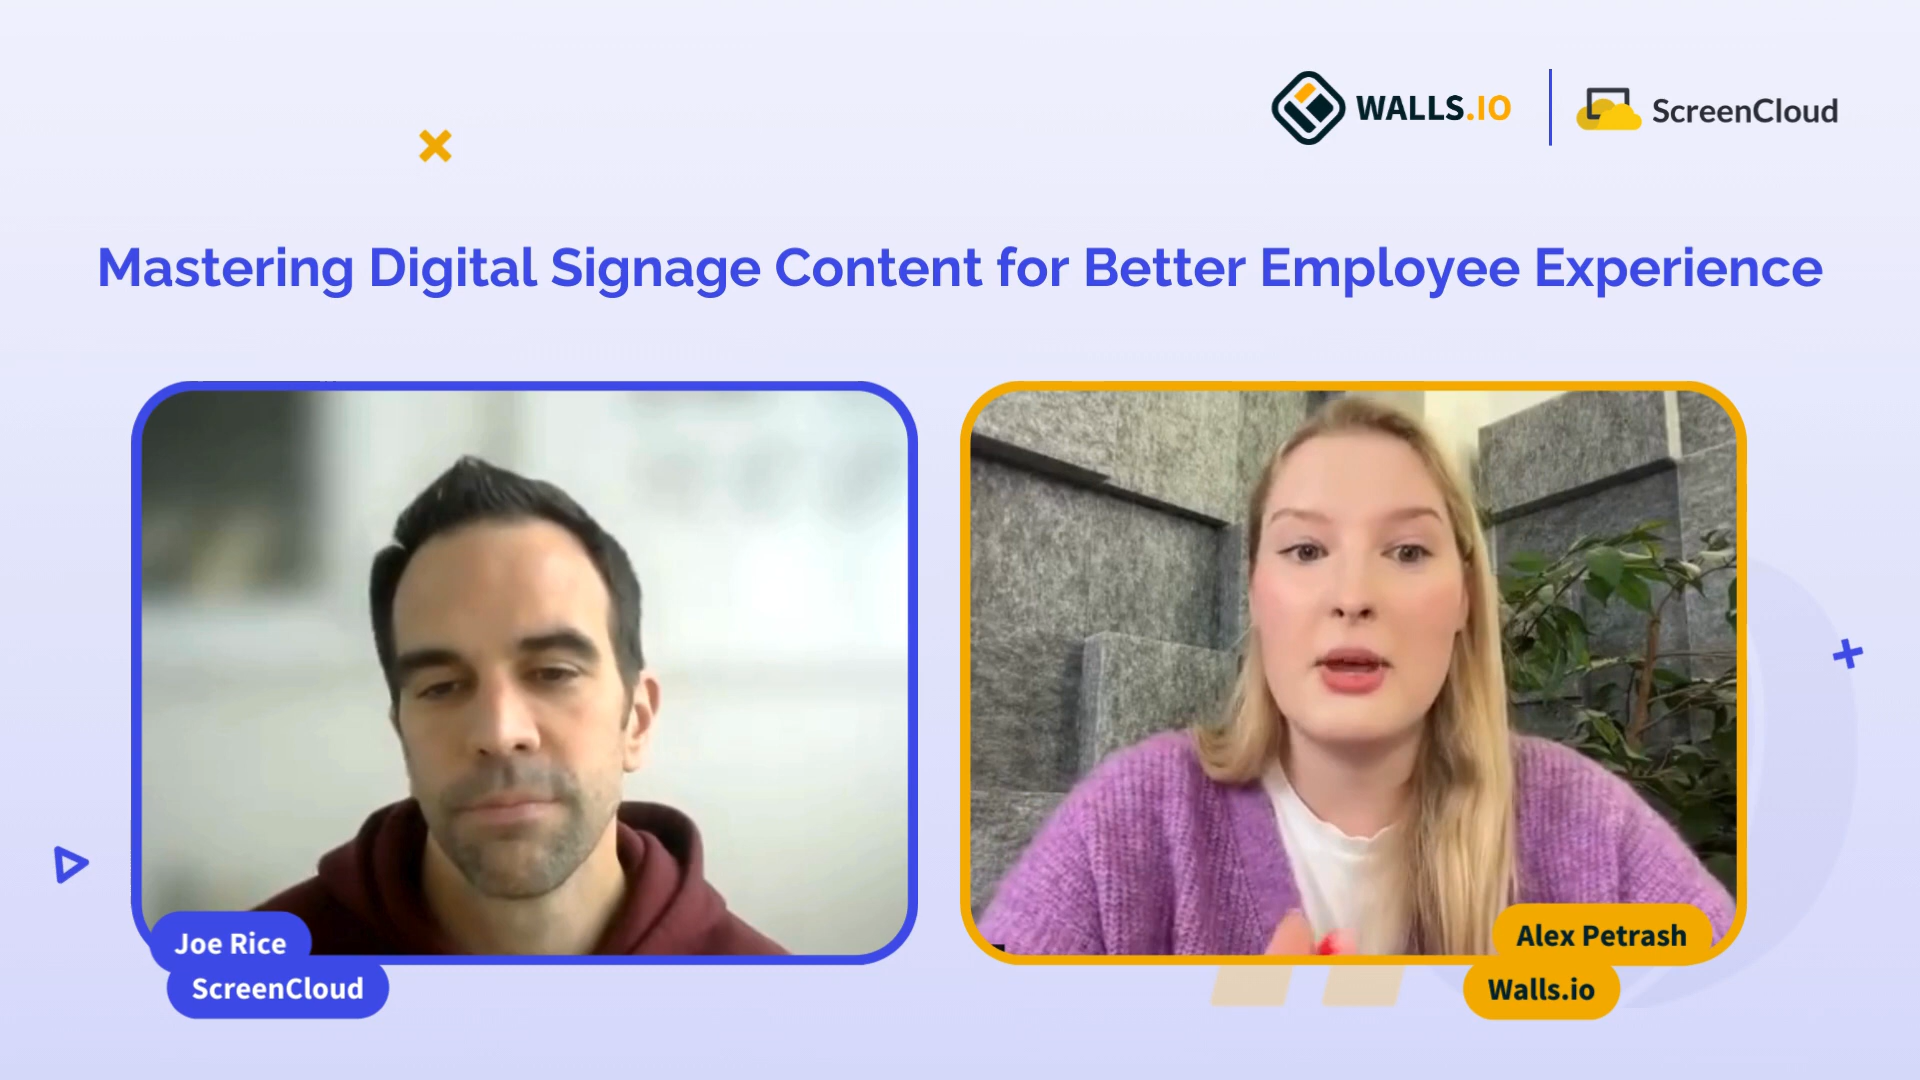 WALLS.IO
ScreenCloud
Mastering Digital Signage Content for Better Employee Experience
Joe Rice
ScreenCloud
Alex Petrash
Walls.io